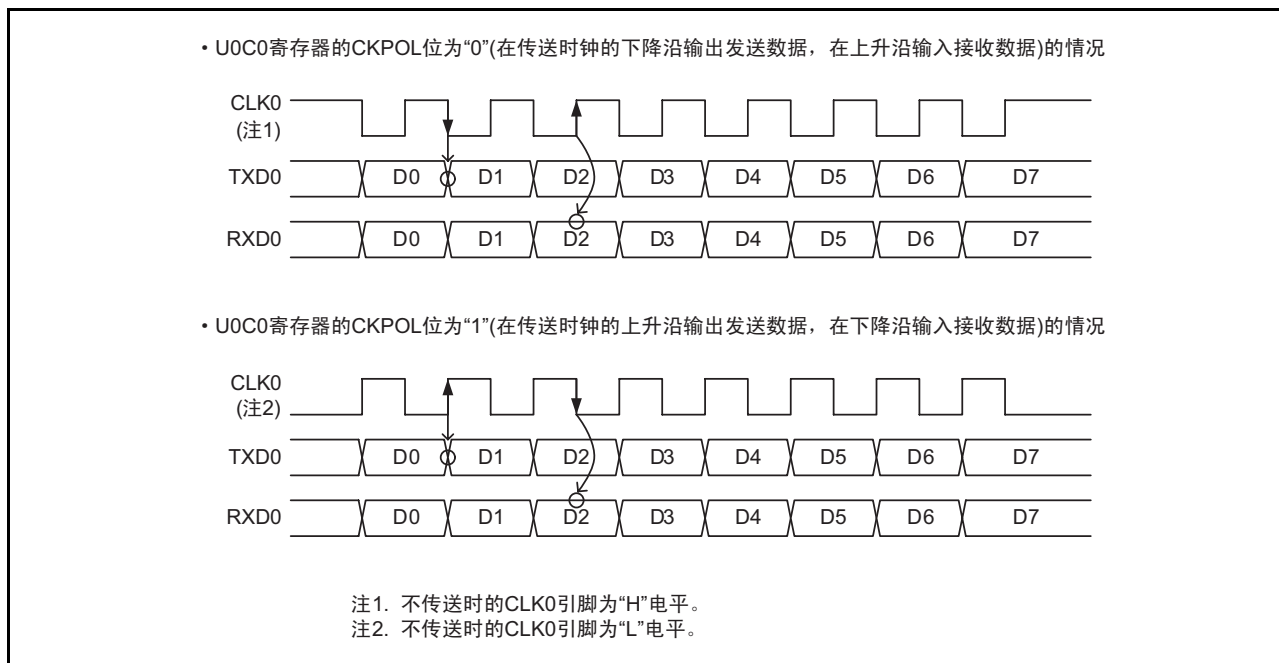 • U0C0寄存器的CKPOL位为“0”(在传送时钟的下降沿输出发送数据，在上升沿输入接收数据)的情况
CLK0
(注1)
TXD0 D0 D1 D2 D3 D4 D5 D6 D7
RXD0 D0 D1 D2 D3 D4 D5 D6 D7
• U0C0寄存器的CKPOL位为“1”(在传送时钟的上升沿输出发送数据，在下降沿输入接收数据)的情况
CLK0
(注2)
TXD0 D0 D1 D2 D3 D4 D5 D6 D7
RXD0 D0 D1 D2 D3 D4 D5 D6 D7
注1. 不传送时的CLK0引脚为“H”电平。
注2. 不传送时的CLK0引脚为“L”电平。